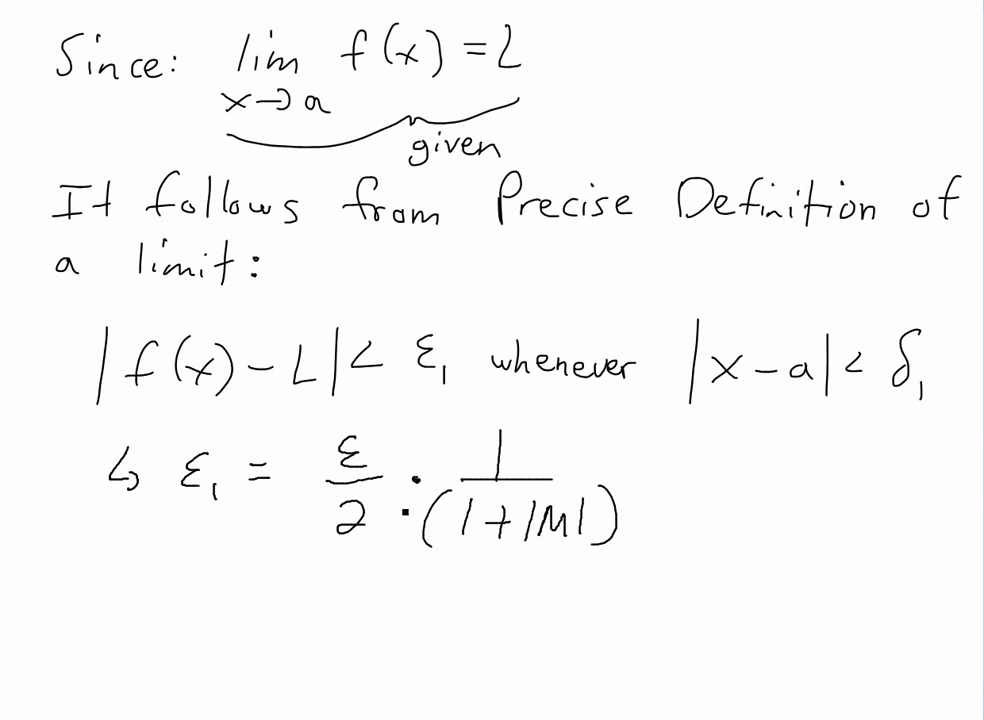 Since: lim f(x) = L
x→a
given
It follows from Precise Definition of
a limit:
|f(x) - L| < ε₁ whenever |x - a| < δ₁
↳ ε₁ = ε/2 · 1/(1+|M|)